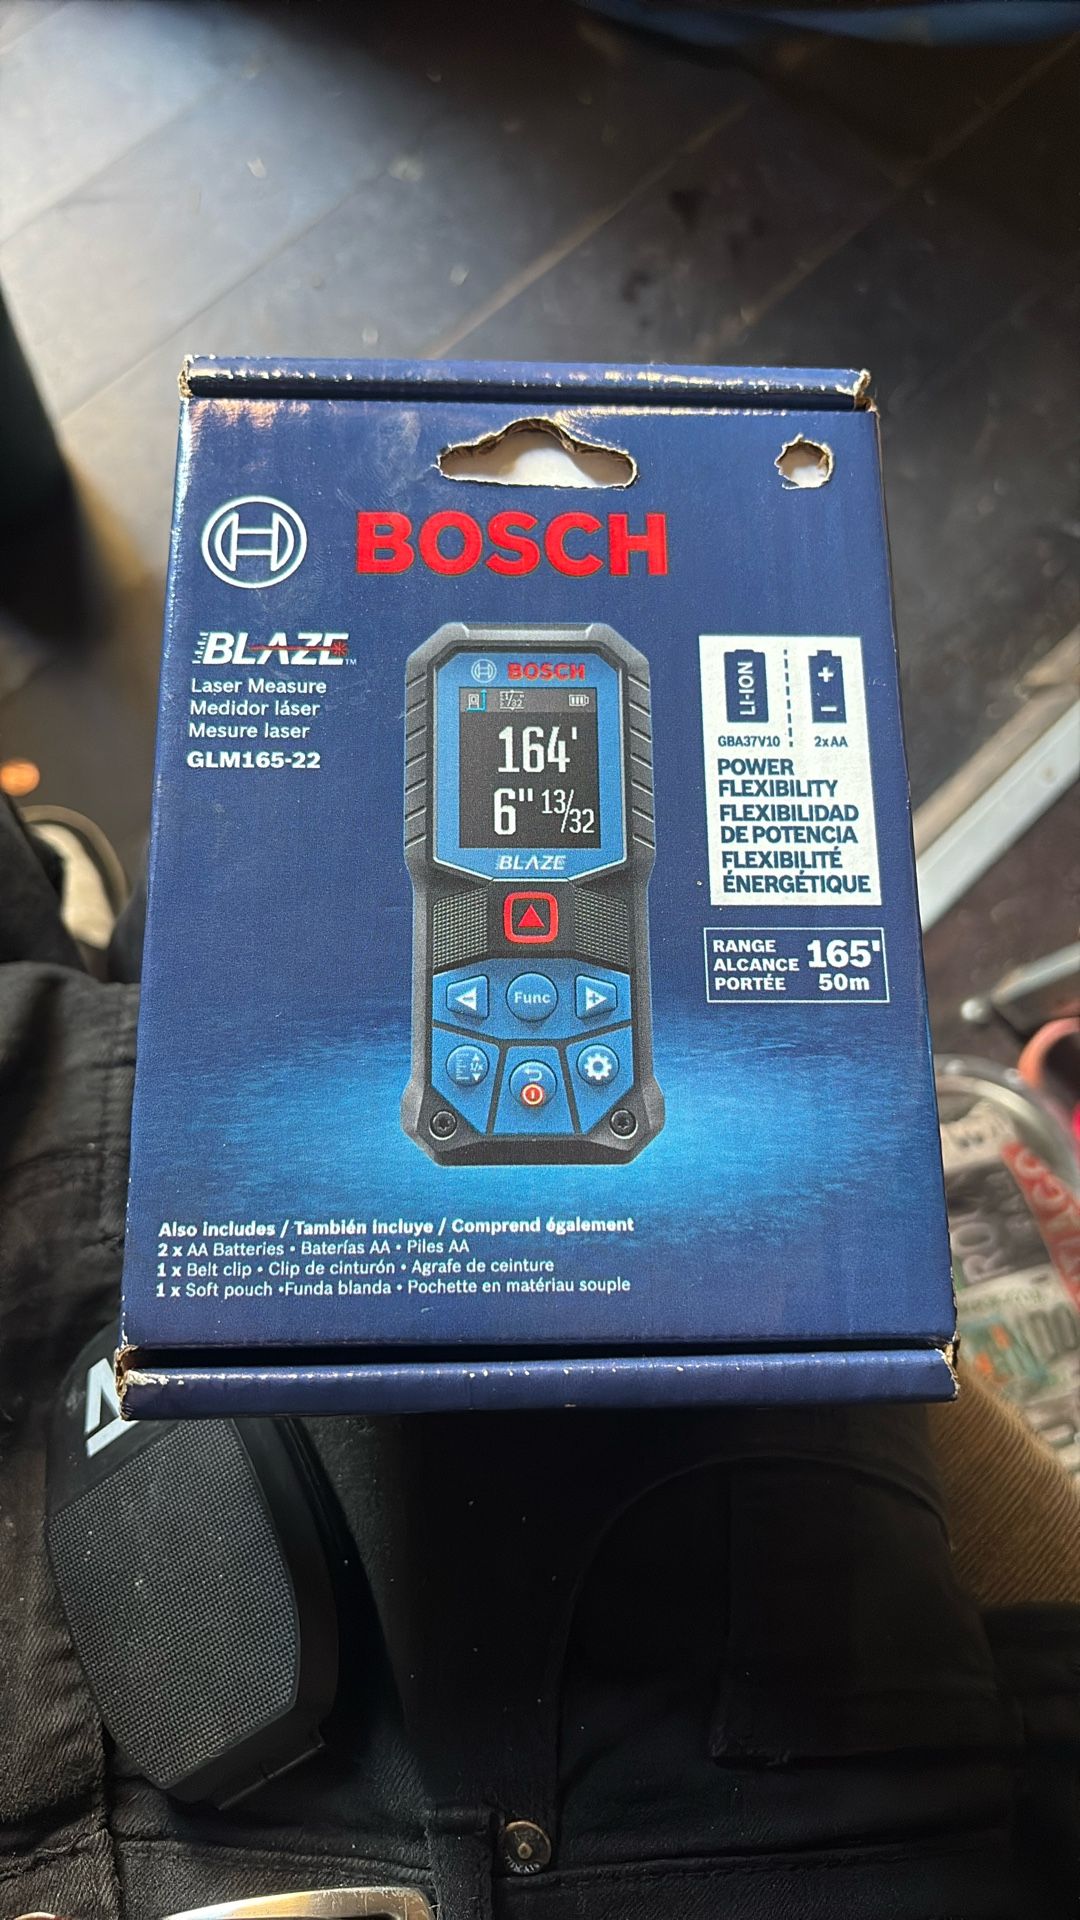 BOSCH
BLAZE™
Laser Measure
Medidor láser
Mesure laser
GLM165-22
BOSCH
164'
6" 13/32
BLAZE
Func
LI-ION
+
−
GBA37V10
2xAA
POWER
FLEXIBILITY
FLEXIBILIDAD
DE POTENCIA
FLEXIBILITÉ
ÉNERGÉTIQUE
RANGE
ALCANCE
PORTÉE
165'
50m
Also includes / También incluye / Comprend également
2 x AA Batteries • Baterías AA • Piles AA
1 x Belt clip • Clip de cinturón • Agrafe de ceinture
1 x Soft pouch •Funda blanda • Pochette en matériau souple